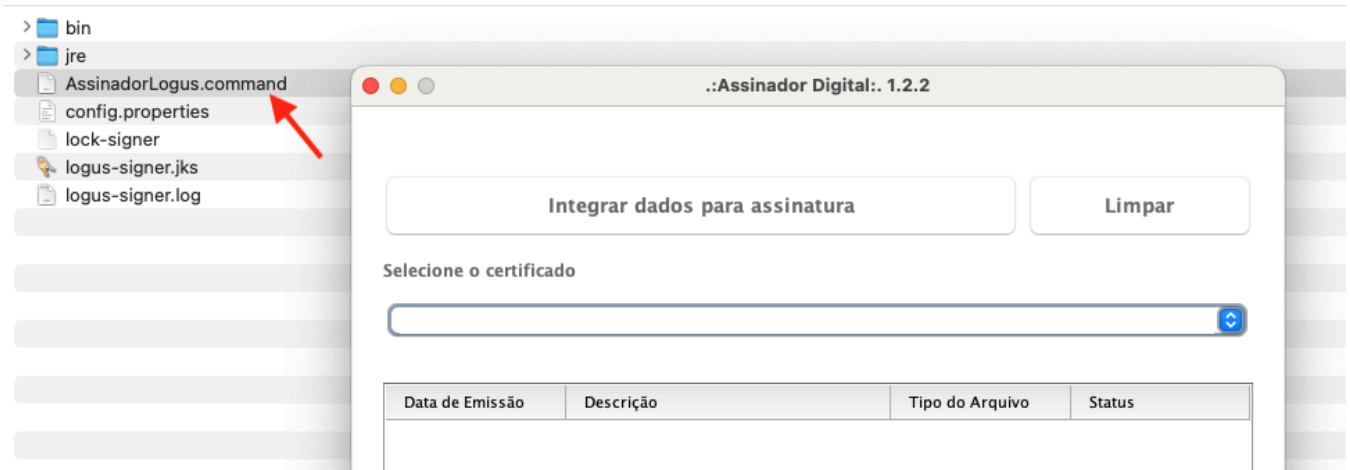 bin
jre
AssinadorLogus.command
config.properties
lock-signer
logus-signer.jks
logus-signer.log
.:Assinador Digital:. 1.2.2
Integrar dados para assinatura Limpar
Selecione o certificado
Data de Emissão Descrição Tipo do Arquivo Status